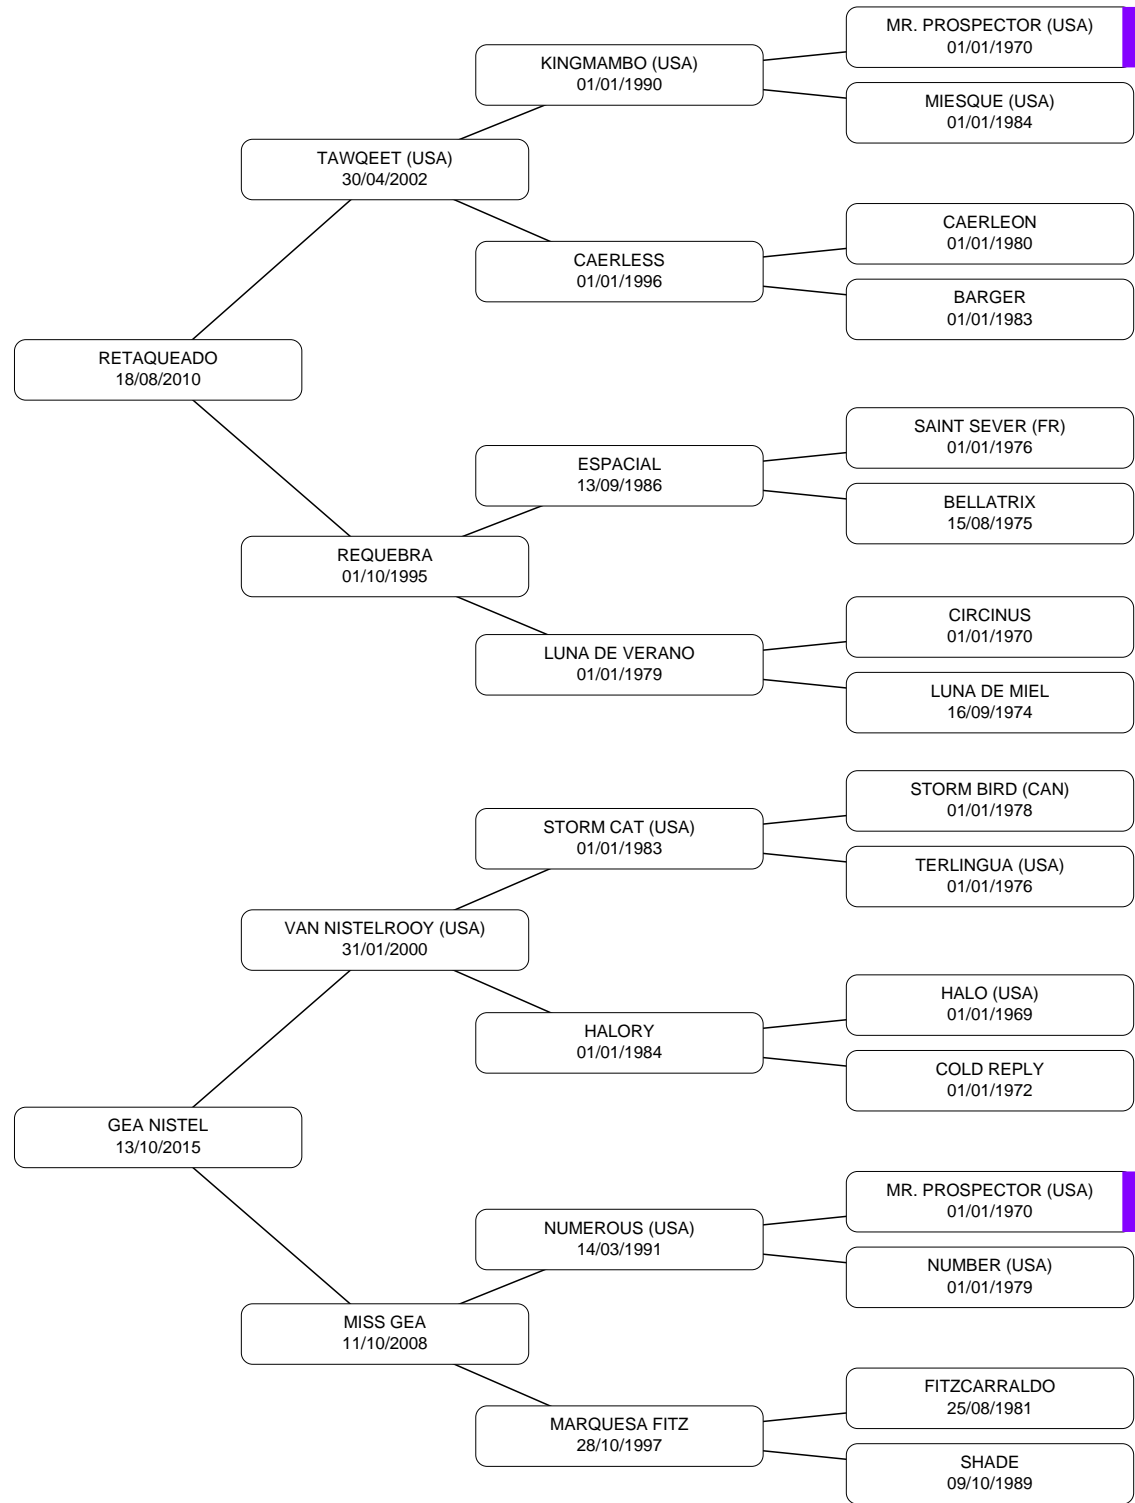 MR. PROSPECTOR (USA)
01/01/1970
KINGMAMBO (USA)
01/01/1990
MIESQUE (USA)
01/01/1984
TAWQEET (USA)
30/04/2002
CAERLEON
01/01/1980
CAERLESS
01/01/1996
BARGER
01/01/1983
RETAQUEADO
18/08/2010
SAINT SEVER (FR)
01/01/1976
ESPACIAL
13/09/1986
BELLATRIX
15/08/1975
REQUEBRA
01/10/1995
CIRCINUS
01/01/1970
LUNA DE VERANO
01/01/1979
LUNA DE MIEL
16/09/1974
STORM BIRD (CAN)
01/01/1978
STORM CAT (USA)
01/01/1983
TERLINGUA (USA)
01/01/1976
VAN NISTELROOY (USA)
31/01/2000
HALO (USA)
01/01/1969
HALORY
01/01/1984
COLD REPLY
01/01/1972
GEA NISTEL
13/10/2015
MR. PROSPECTOR (USA)
01/01/1970
NUMEROUS (USA)
14/03/1991
NUMBER (USA)
01/01/1979
MISS GEA
11/10/2008
FITZCARRALDO
25/08/1981
MARQUESA FITZ
28/10/1997
SHADE
09/10/1989